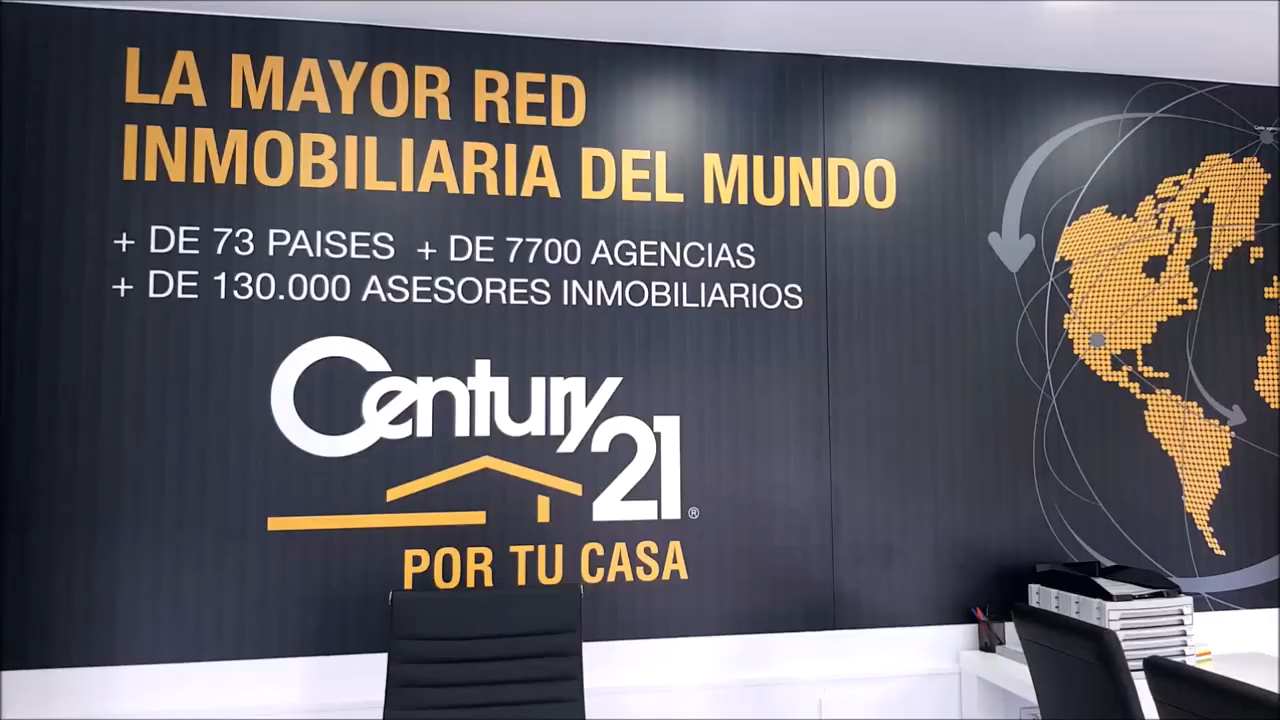 LA MAYOR RED
INMOBILIARIA DEL MUNDO
+ DE 73 PAISES + DE 7700 AGENCIAS
+ DE 130.000 ASESORES INMOBILIARIOS
Century
21®
POR TU CASA